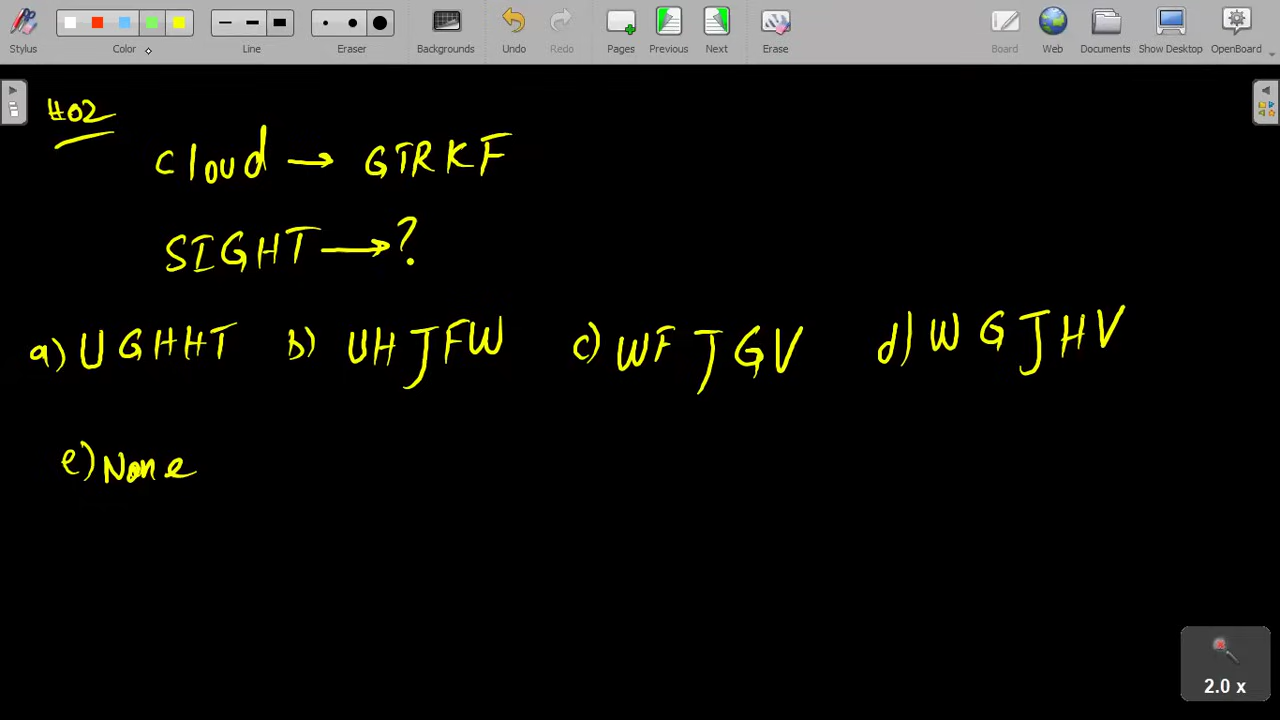 Stylus Color Line Eraser Backgrounds Undo Redo Pages Previous Next Erase Board Web Documents Show Desktop OpenBoard
#02
cloud → GTRKF
SIGHT → ?
a) UGHHT b) UHJFW c) WFJGV d) WGJHV
e) None
2.0 x